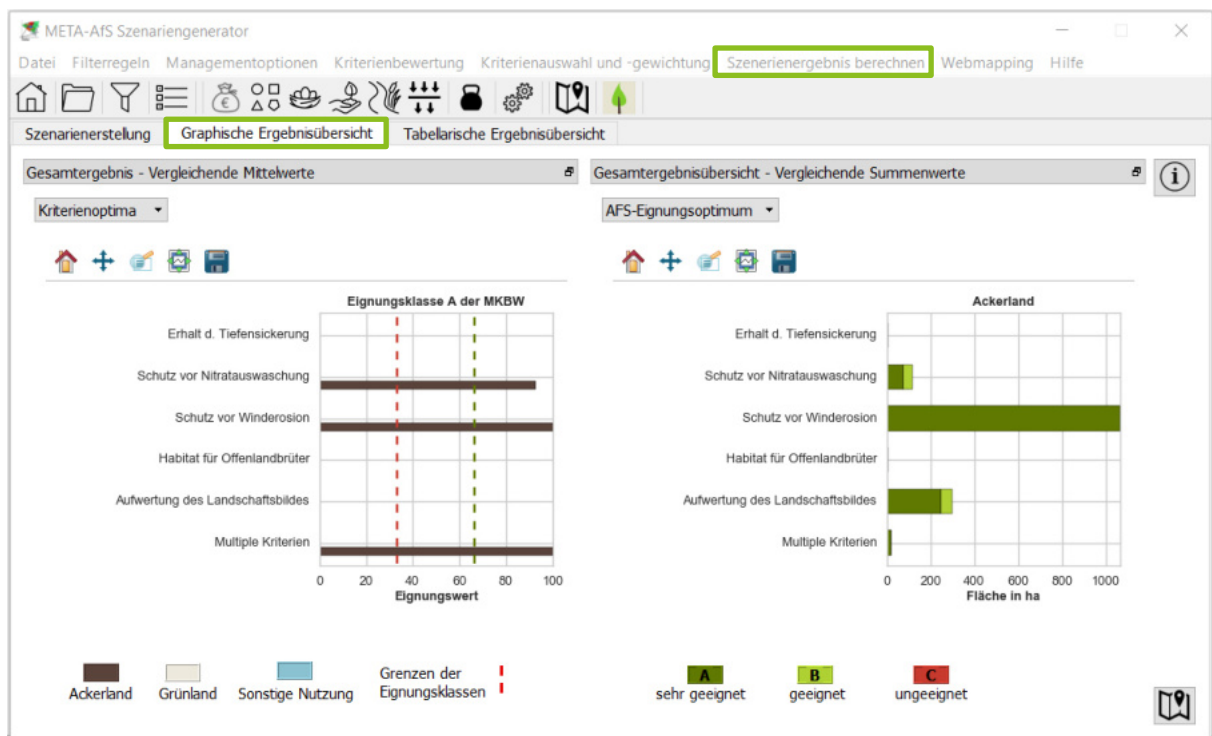 META-AfS Szenariengenerator
Datei Filterregeln Managementoptionen Kriterienbewertung Kriterienauswahl und -gewichtung Szenerienergebnis berechnen Webmapping Hilfe
Szenarienerstellung Graphische Ergebnisübersicht Tabellarische Ergebnisübersicht
Gesamtergebnis - Vergleichende Mittelwerte
Kriterienoptima
Eignungsklasse A der MKBW
Erhalt d. Tiefensickerung
Schutz vor Nitratauswaschung
Schutz vor Winderosion
Habitat für Offenlandbrüter
Aufwertung des Landschaftsbildes
Multiple Kriterien
0 20 40 60 80 100
Eignungswert
Ackerland Grünland Sonstige Nutzung Grenzen der
Eignungsklassen
Gesamtergebnisübersicht - Vergleichende Summenwerte
i
AFS-Eignungsoptimum
Ackerland
Erhalt d. Tiefensickerung
Schutz vor Nitratauswaschung
Schutz vor Winderosion
Habitat für Offenlandbrüter
Aufwertung des Landschaftsbildes
Multiple Kriterien
0 200 400 600 800 1000
Fläche in ha
A B C
sehr geeignet geeignet ungeeignet